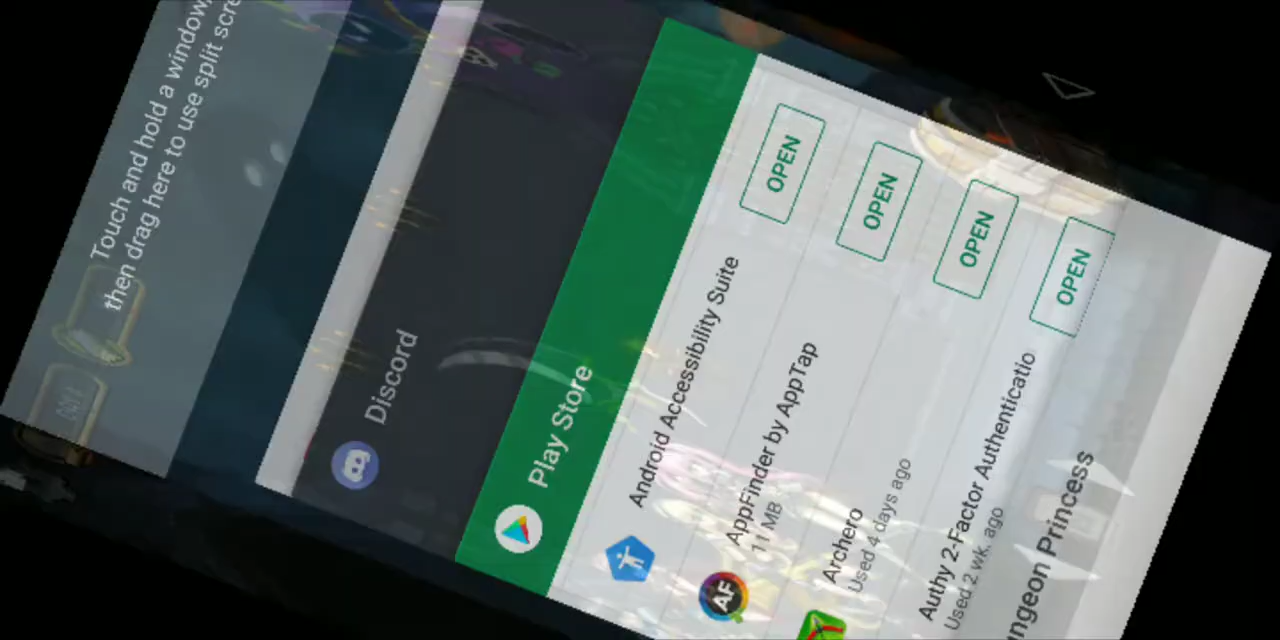 Touch and hold a window,
then drag here to use split
Discord
Play Store
Android Accessibility Suite
OPEN
AF
AppFinder by AppTap
11 MB
OPEN
Archero
Used 4 days ago
OPEN
Authy 2-Factor Authenticatio
Used 2 wk. ago
OPEN
Princess